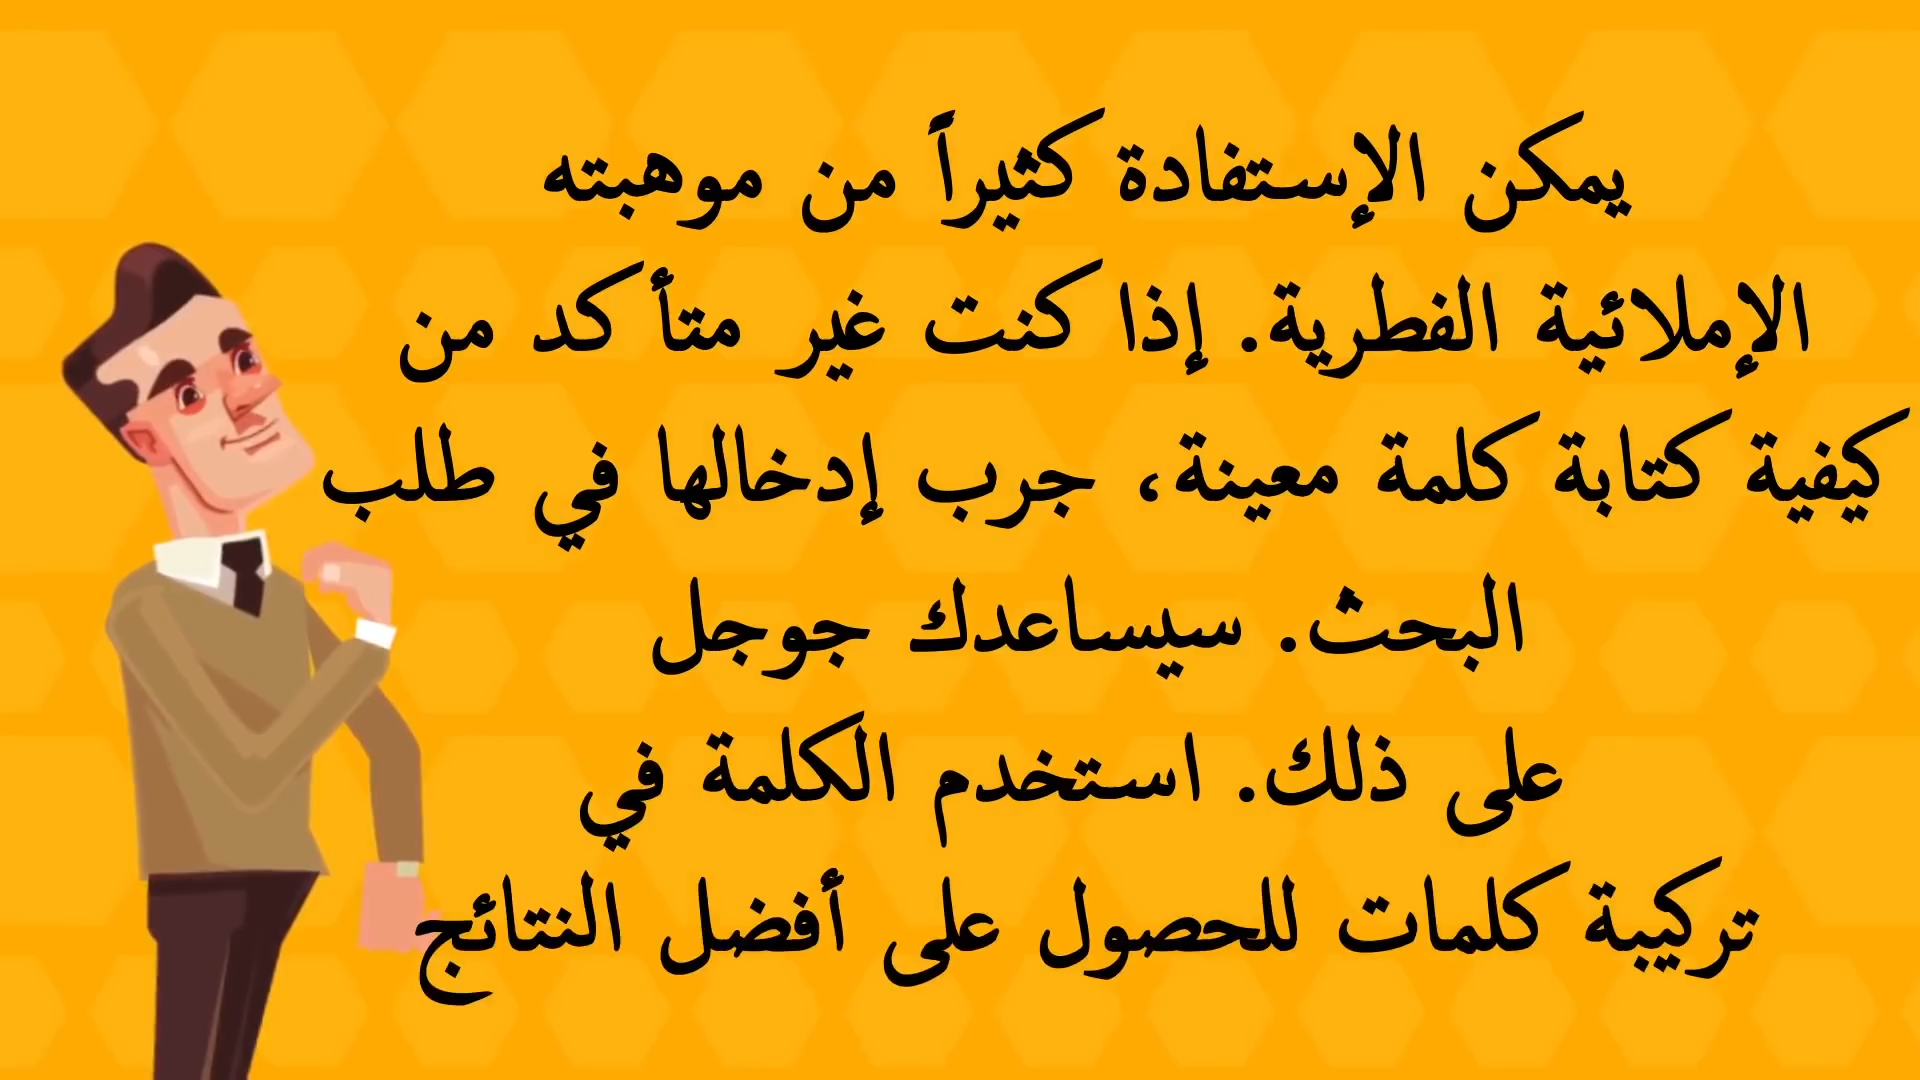 يمكن الإستفادة كثيراً من موهبته
الإملائية الفطرية. إذا كنت غير متأكد من
كيفية كتابة كلمة معينة، جرب إدخالها في طلب
البحث. سيساعدك جوجل
على ذلك. استخدم الكلمة في
تركيبة كلمات للحصول على أفضل النتائج